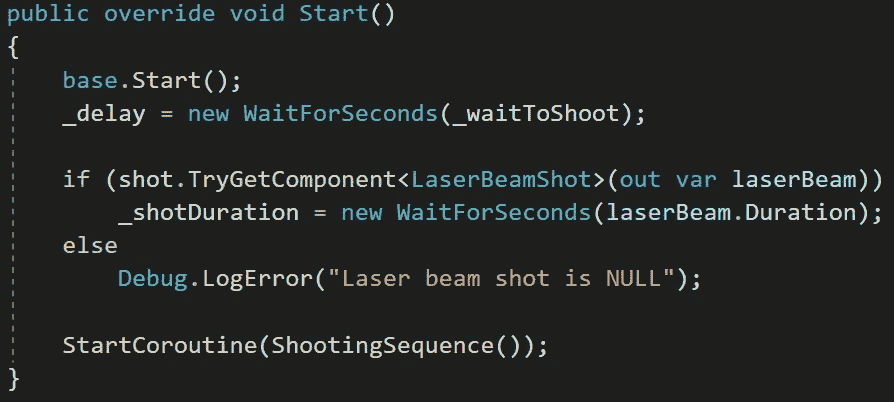 public override void Start()
{
    base.Start();
    _delay = new WaitForSeconds(_waitToShoot);

    if (shot.TryGetComponent<LaserBeamShot>(out var laserBeam))
        _shotDuration = new WaitForSeconds(laserBeam.Duration);
    else
        Debug.LogError("Laser beam shot is NULL");

    StartCoroutine(ShootingSequence());
}